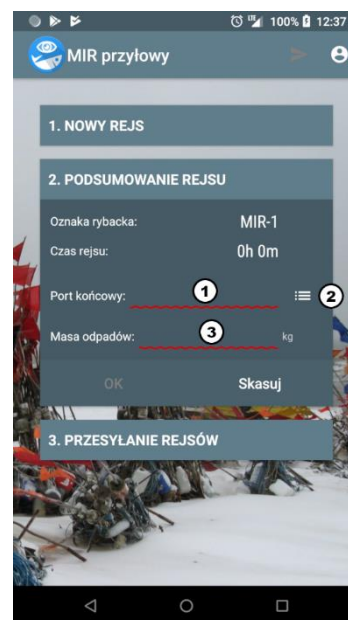 100% 12:37
MIR przyłowy
1. NOWY REJS
2. PODSUMOWANIE REJSU
Oznaka rybacka: MIR-1
Czas rejsu: 0h 0m
Port końcowy: 1 2
Masa odpadów: 3 kg
OK Skasuj
3. PRZESYŁANIE REJSÓW